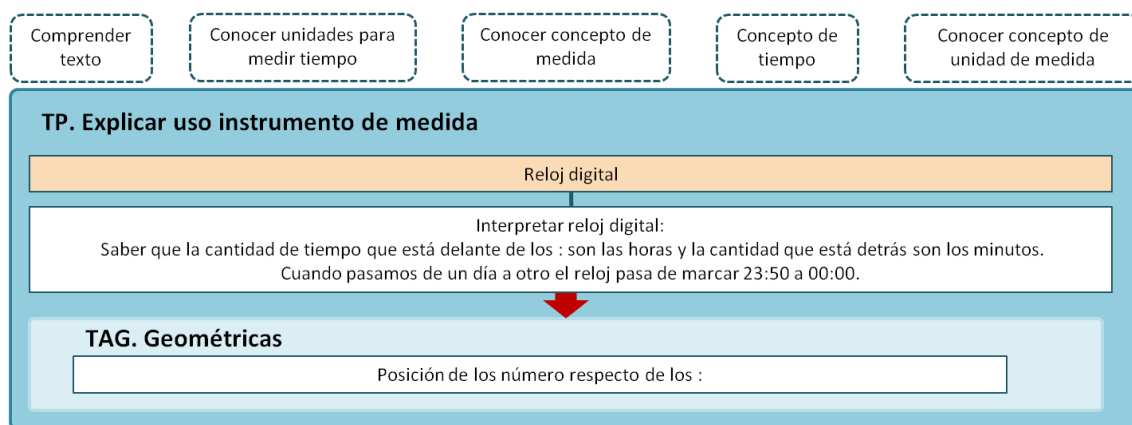 Comprender
texto
Conocer unidades para
medir tiempo
Conocer concepto de
medida
Concepto de
tiempo
Conocer concepto de
unidad de medida
TP. Explicar uso instrumento de medida
Reloj digital
Interpretar reloj digital:
Saber que la cantidad de tiempo que está delante de los : son las horas y la cantidad que está detrás son los minutos.
Cuando pasamos de un día a otro el reloj pasa de marcar 23:50 a 00:00.
TAG. Geométricas
Posición de los número respecto de los :